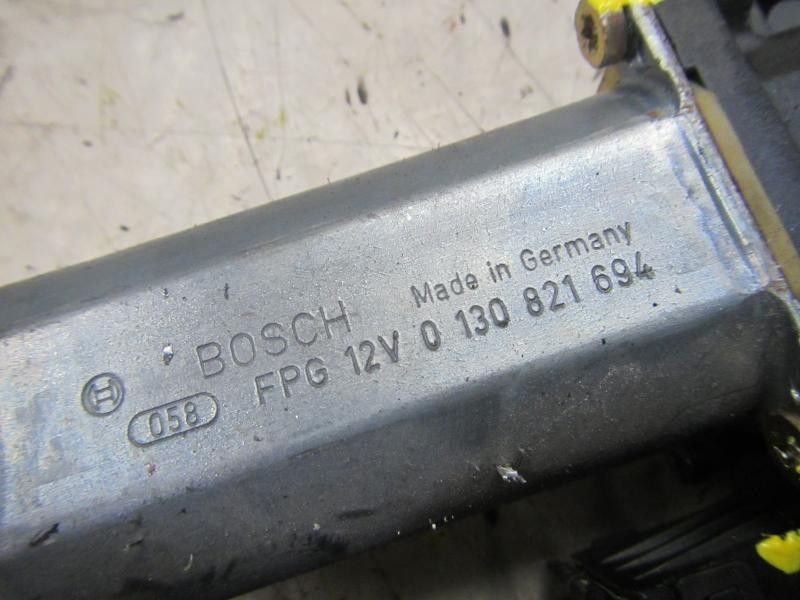 BOSCH Made in Germany
058 FPG 12V 0 130 821 694